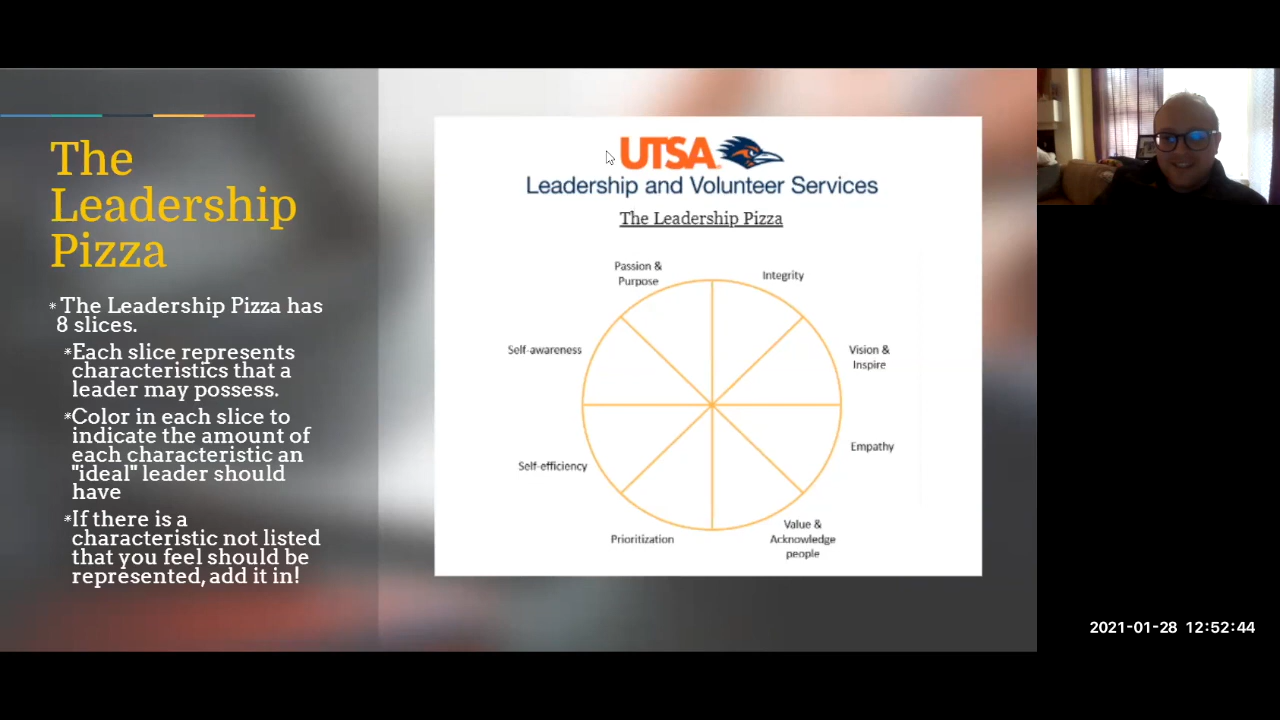 The
Leadership
Pizza
* The Leadership Pizza has
8 slices.
*Each slice represents
characteristics that a
leader may possess.
*Color in each slice to
indicate the amount of
each characteristic an
"ideal" leader should
have
*If there is a
characteristic not listed
that you feel should be
represented, add it in!
UTSA
Leadership and Volunteer Services
The Leadership Pizza
Passion &
Purpose
Integrity
Self-awareness
Vision &
Inspire
Empathy
Self-efficiency
Prioritization
Value &
Acknowledge
people
2021-01-28 12:52:44